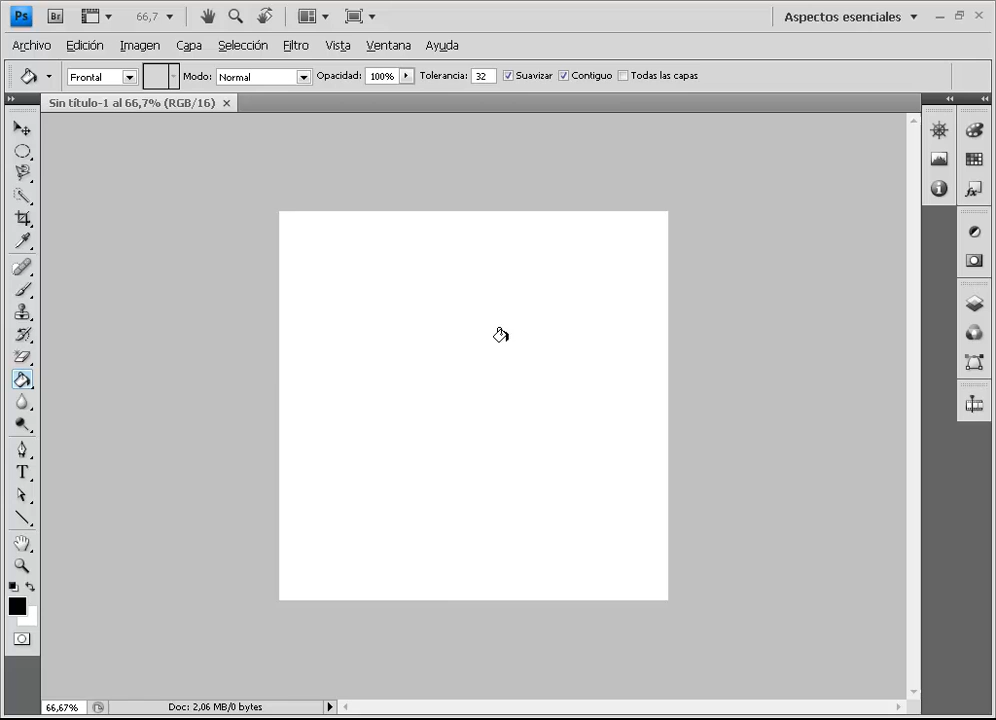 Ps Br 66,7 Aspectos esenciales
Archivo Edición Imagen Capa Selección Filtro Vista Ventana Ayuda
Frontal Modo: Normal Opacidad: 100% Tolerancia: 32 Suavizar Contiguo Todas las capas
Sin título-1 al 66,7% (RGB/16)
T
fx
66,67% Doc: 2,06 MB/0 bytes